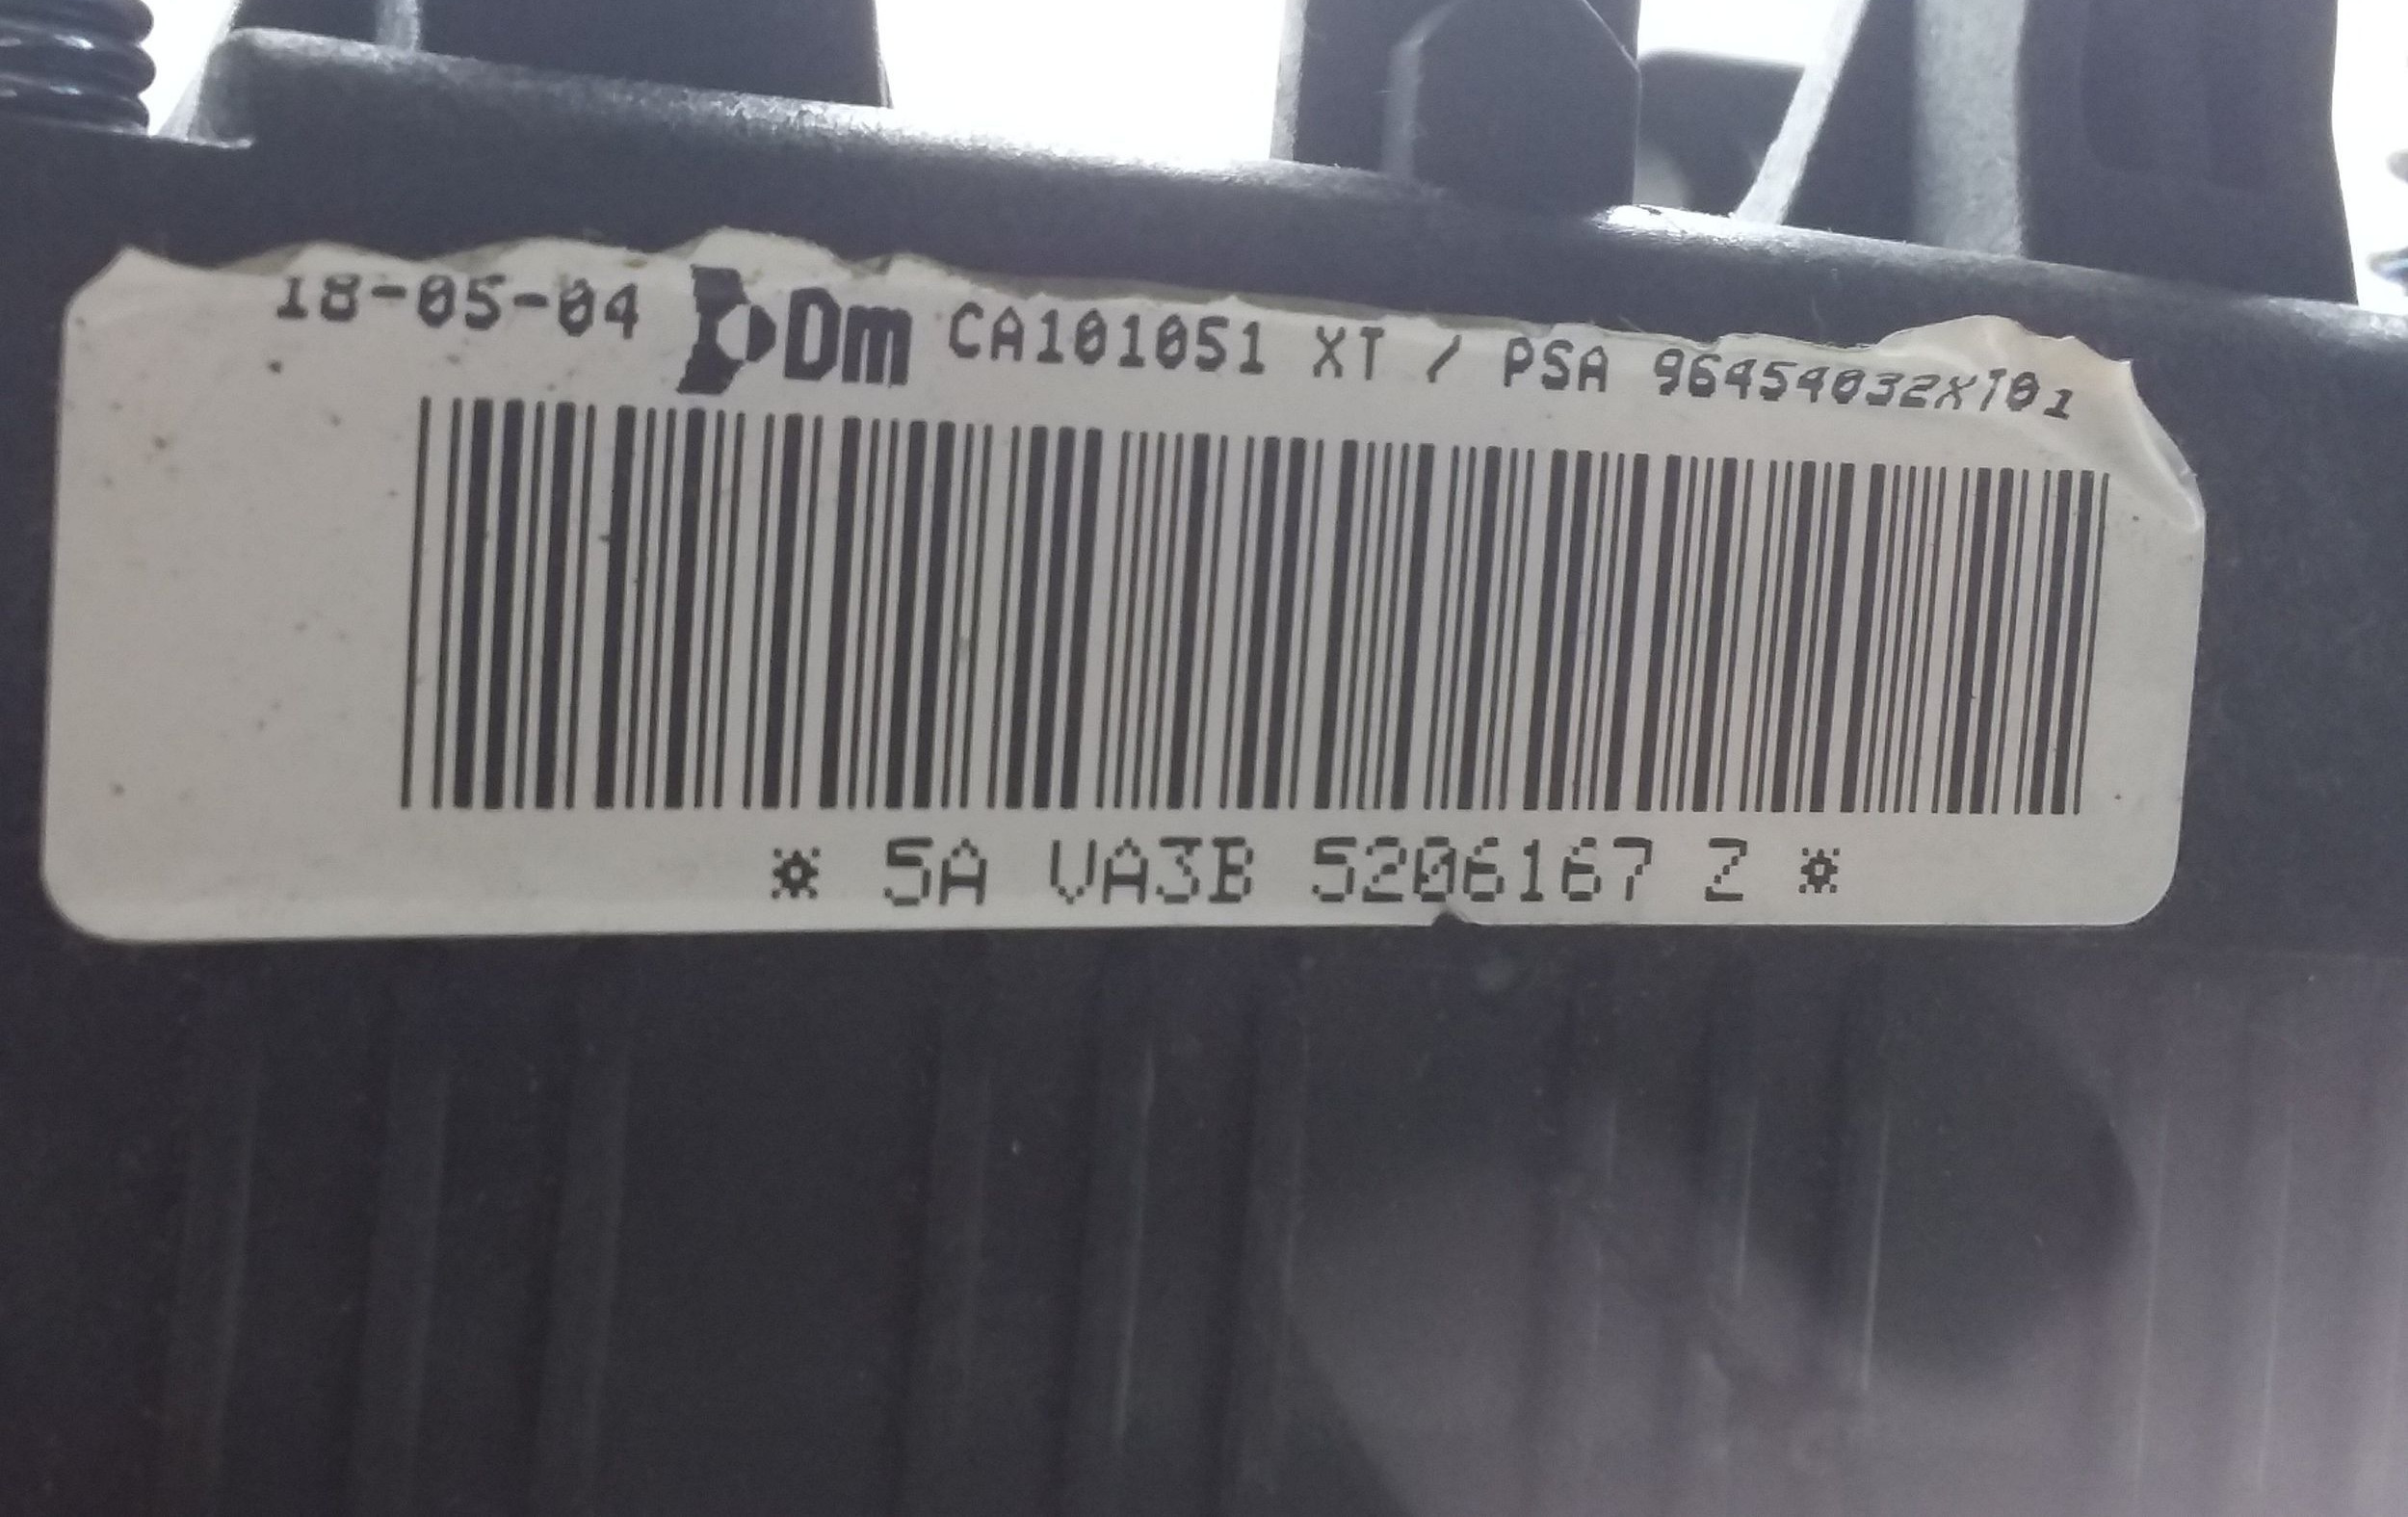 18-05-04 Dm CA101051 XT / PSA 96454032XT01
* 5A VA3B 5206167 Z *